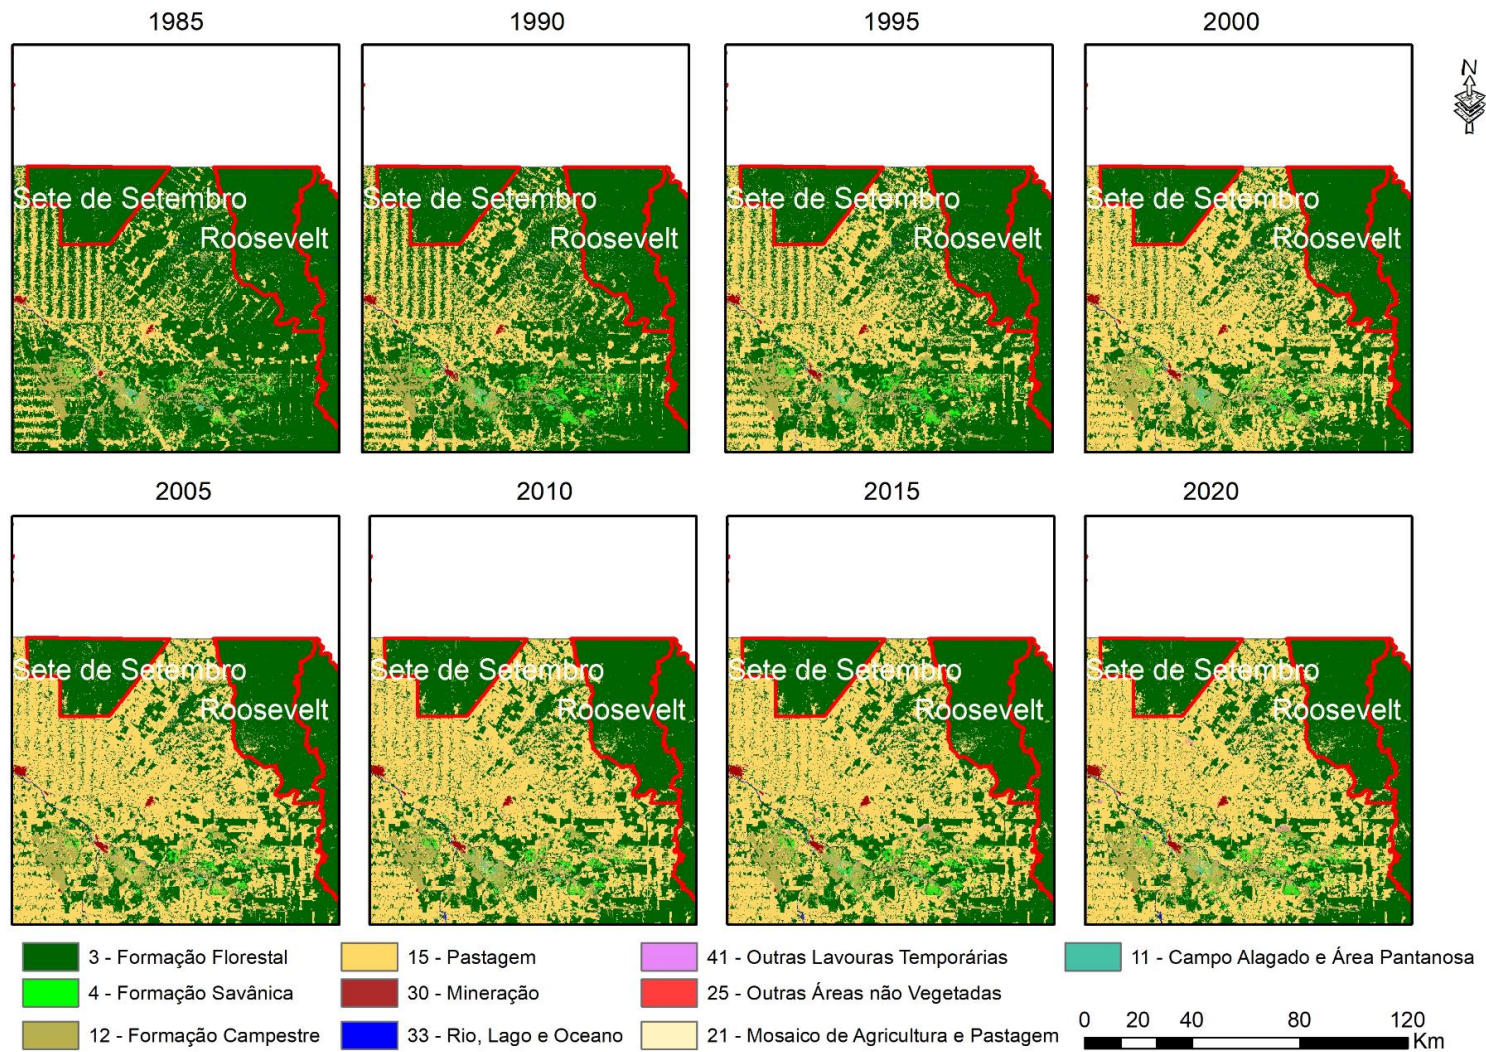 1985
1990
1995
2000
N
Sete de Setembro
Roosevelt
Sete de Setembro
Roosevelt
Sete de Setembro
Roosevelt
Sete de Setembro
Roosevelt
2005
2010
2015
2020
Sete de Setembro
Roosevelt
Sete de Setembro
Roosevelt
Sete de Setembro
Roosevelt
Sete de Setembro
Roosevelt
3 - Formação Florestal
15 - Pastagem
41 - Outras Lavouras Temporárias
11 - Campo Alagado e Área Pantanosa
4 - Formação Savânica
30 - Mineração
25 - Outras Áreas não Vegetadas
12 - Formação Campestre
33 - Rio, Lago e Oceano
21 - Mosaico de Agricultura e Pastagem
0 20 40 80 120
Km